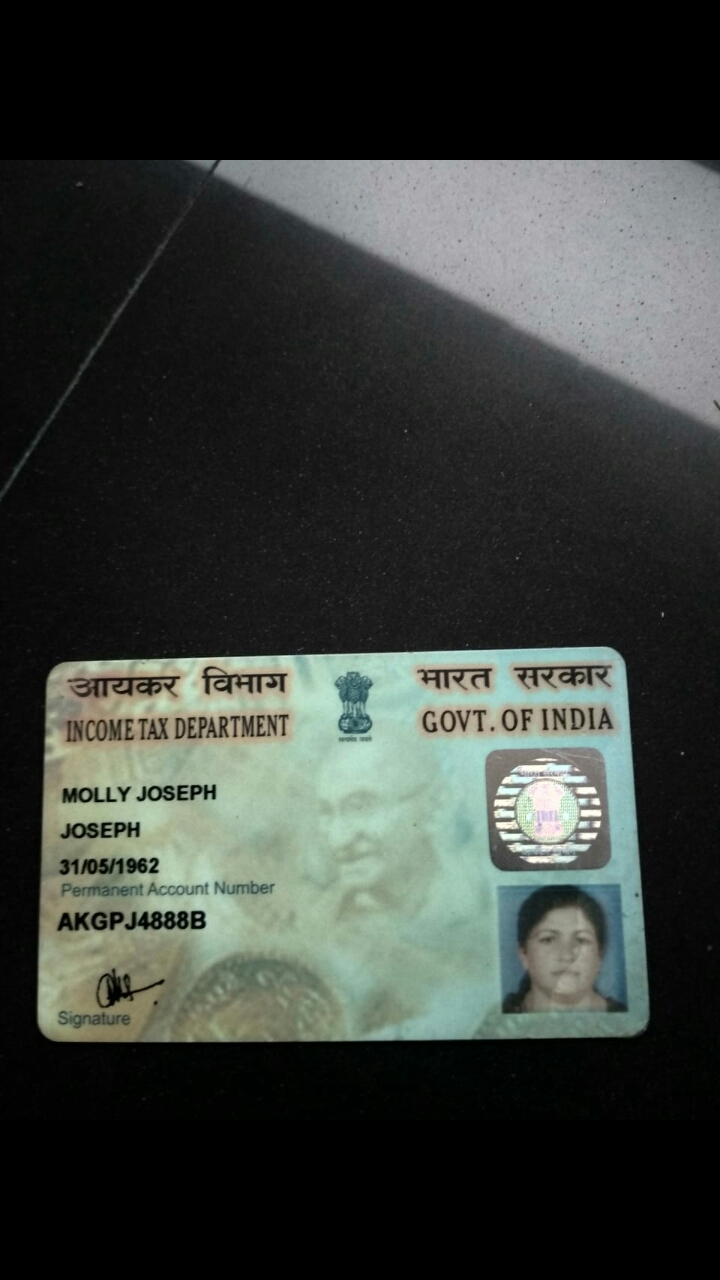 आयकर विभाग
भारत सरकार
INCOME TAX DEPARTMENT
GOVT. OF INDIA
MOLLY JOSEPH
JOSEPH
31/05/1962
Permanent Account Number
AKGPJ4888B
Signature